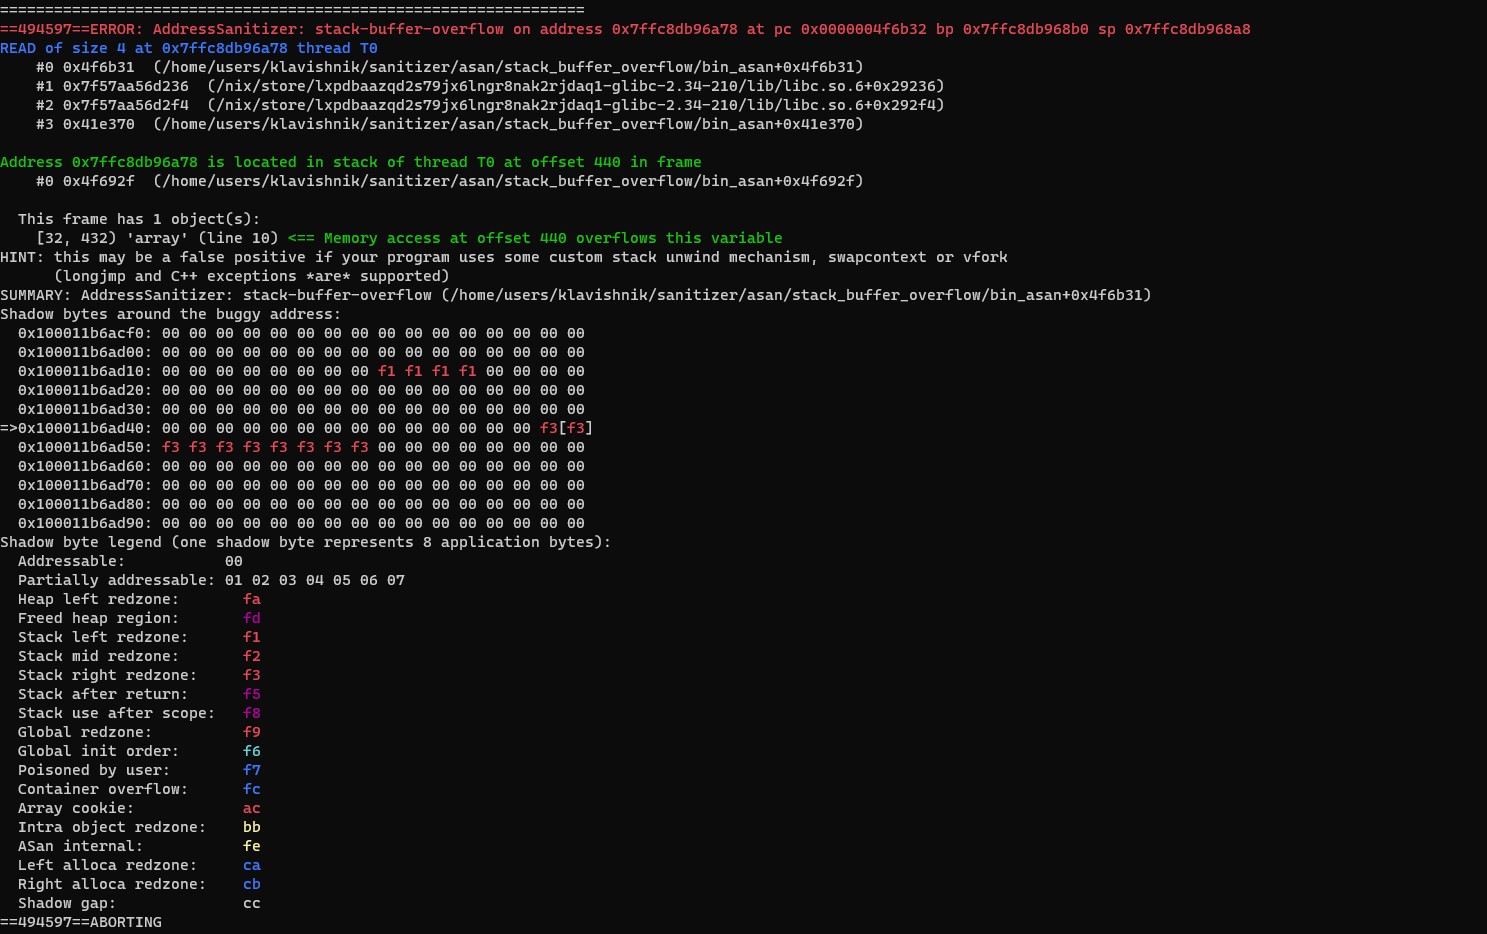 =================================================================
==494597==ERROR: AddressSanitizer: stack-buffer-overflow on address 0x7ffc8db96a78 at pc 0x0000004f6b32 bp 0x7ffc8db968b0 sp 0x7ffc8db968a8
READ of size 4 at 0x7ffc8db96a78 thread T0
    #0 0x4f6b31  (/home/users/klavishnik/sanitizer/asan/stack_buffer_overflow/bin_asan+0x4f6b31)
    #1 0x7f57aa56d236  (/nix/store/lxpdbaazqd2s79jx6lngr8nak2rjdaq1-glibc-2.34-210/lib/libc.so.6+0x29236)
    #2 0x7f57aa56d2f4  (/nix/store/lxpdbaazqd2s79jx6lngr8nak2rjdaq1-glibc-2.34-210/lib/libc.so.6+0x292f4)
    #3 0x41e370  (/home/users/klavishnik/sanitizer/asan/stack_buffer_overflow/bin_asan+0x41e370)

Address 0x7ffc8db96a78 is located in stack of thread T0 at offset 440 in frame
    #0 0x4f692f  (/home/users/klavishnik/sanitizer/asan/stack_buffer_overflow/bin_asan+0x4f692f)

  This frame has 1 object(s):
    [32, 432) 'array' (line 10) <== Memory access at offset 440 overflows this variable
HINT: this may be a false positive if your program uses some custom stack unwind mechanism, swapcontext or vfork
      (longjmp and C++ exceptions *are* supported)
SUMMARY: AddressSanitizer: stack-buffer-overflow (/home/users/klavishnik/sanitizer/asan/stack_buffer_overflow/bin_asan+0x4f6b31)
Shadow bytes around the buggy address:
  0x100011b6acf0: 00 00 00 00 00 00 00 00 00 00 00 00 00 00 00 00
  0x100011b6ad00: 00 00 00 00 00 00 00 00 00 00 00 00 00 00 00 00
  0x100011b6ad10: 00 00 00 00 00 00 00 00 f1 f1 f1 f1 00 00 00 00
  0x100011b6ad20: 00 00 00 00 00 00 00 00 00 00 00 00 00 00 00 00
  0x100011b6ad30: 00 00 00 00 00 00 00 00 00 00 00 00 00 00 00 00
=>0x100011b6ad40: 00 00 00 00 00 00 00 00 00 00 00 00 00 00 f3[f3]
  0x100011b6ad50: f3 f3 f3 f3 f3 f3 f3 f3 00 00 00 00 00 00 00 00
  0x100011b6ad60: 00 00 00 00 00 00 00 00 00 00 00 00 00 00 00 00
  0x100011b6ad70: 00 00 00 00 00 00 00 00 00 00 00 00 00 00 00 00
  0x100011b6ad80: 00 00 00 00 00 00 00 00 00 00 00 00 00 00 00 00
  0x100011b6ad90: 00 00 00 00 00 00 00 00 00 00 00 00 00 00 00 00
Shadow byte legend (one shadow byte represents 8 application bytes):
  Addressable:           00
  Partially addressable: 01 02 03 04 05 06 07
  Heap left redzone:       fa
  Freed heap region:       fd
  Stack left redzone:      f1
  Stack mid redzone:       f2
  Stack right redzone:     f3
  Stack after return:      f5
  Stack use after scope:   f8
  Global redzone:          f9
  Global init order:       f6
  Poisoned by user:        f7
  Container overflow:      fc
  Array cookie:            ac
  Intra object redzone:    bb
  ASan internal:           fe
  Left alloca redzone:     ca
  Right alloca redzone:    cb
  Shadow gap:              cc
==494597==ABORTING